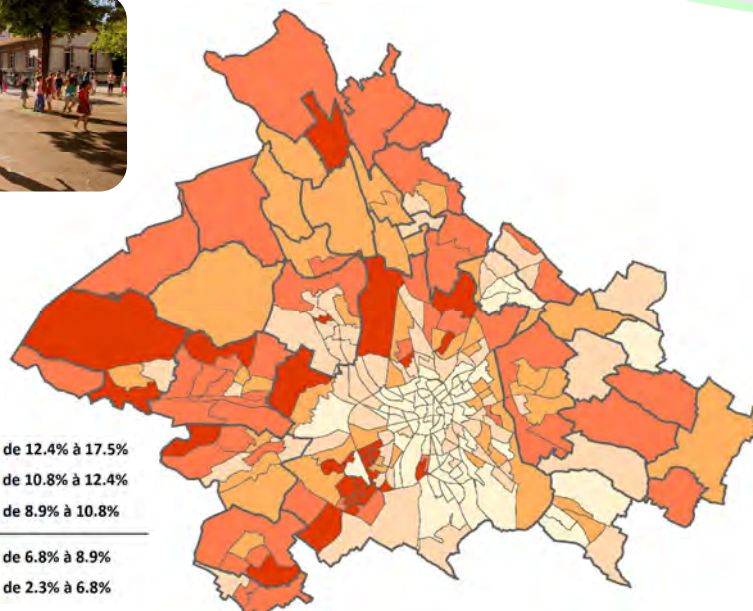 de 12.4% à 17.5%
de 10.8% à 12.4%
de 8.9% à 10.8%
de 6.8% à 8.9%
de 2.3% à 6.8%